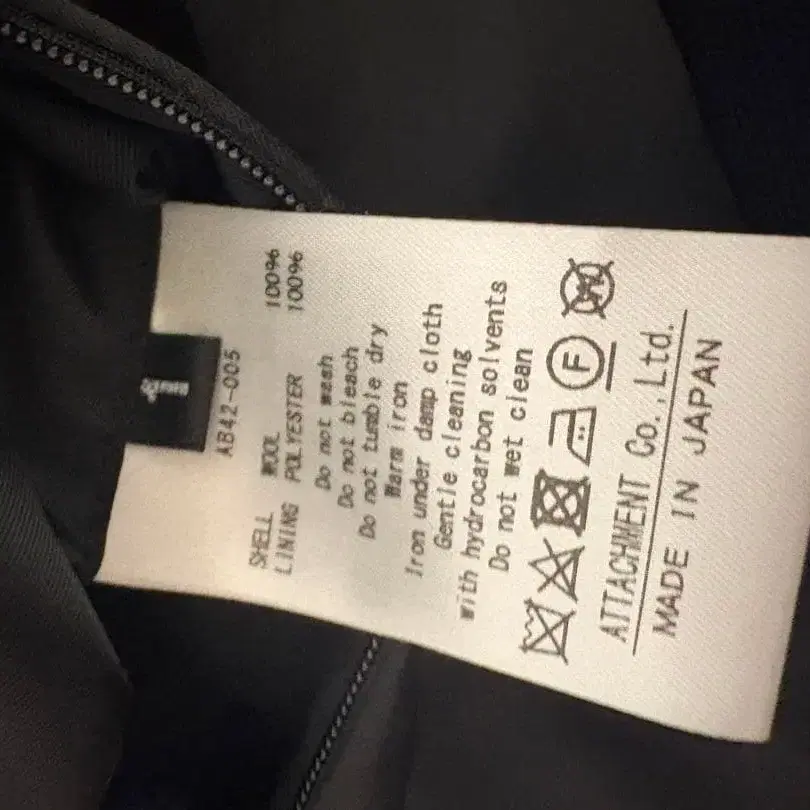 AB42-005
SHELL WOOL 100%
LINING POLYESTER 100%
Do not wash
Do not bleach
Do not tumble dry
Warm iron
Iron under damp cloth
Gentle cleaning
with hydrocarbon solvents
Do not wet clean
F W
ATTACHMENT Co.,Ltd.
MADE IN JAPAN